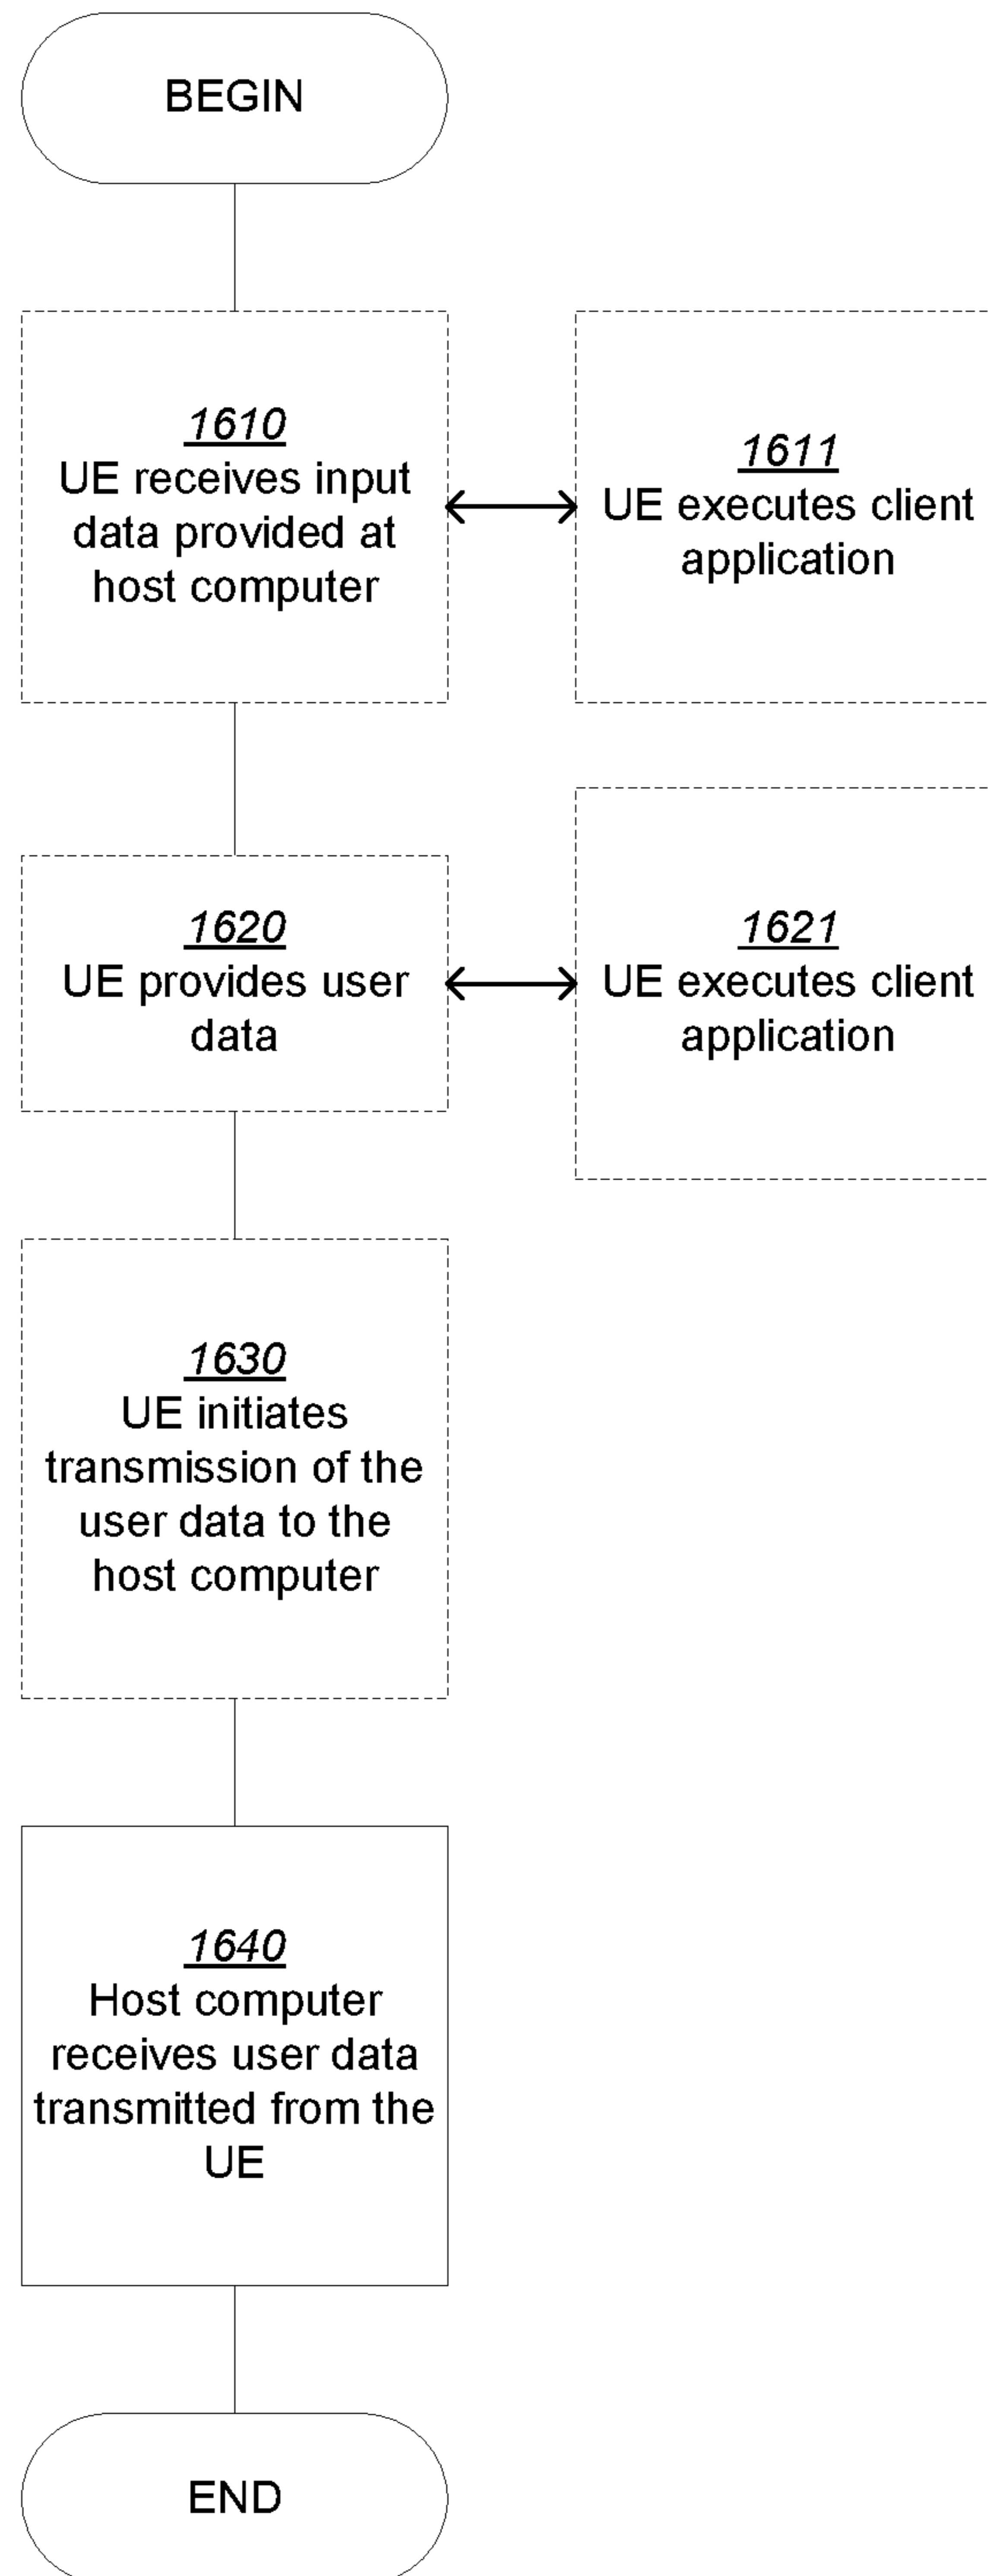 BEGIN
1610
UE receives input
data provided at
host computer
1611
UE executes client
application
1620
UE provides user
data
1621
UE executes client
application
1630
UE initiates
transmission of the
user data to the
host computer
1640
Host computer
receives user data
transmitted from the
UE
END